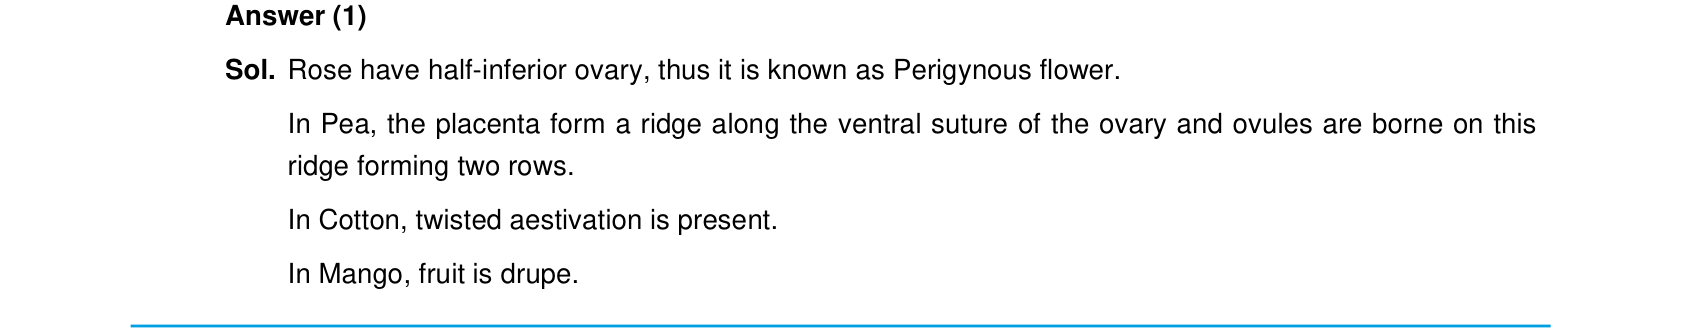 Answer (1)
Sol. Rose have half-inferior ovary, thus it is known as Perigynous flower.
In Pea, the placenta form a ridge along the ventral suture of the ovary and ovules are borne on this
ridge forming two rows.
In Cotton, twisted aestivation is present.
In Mango, fruit is drupe.